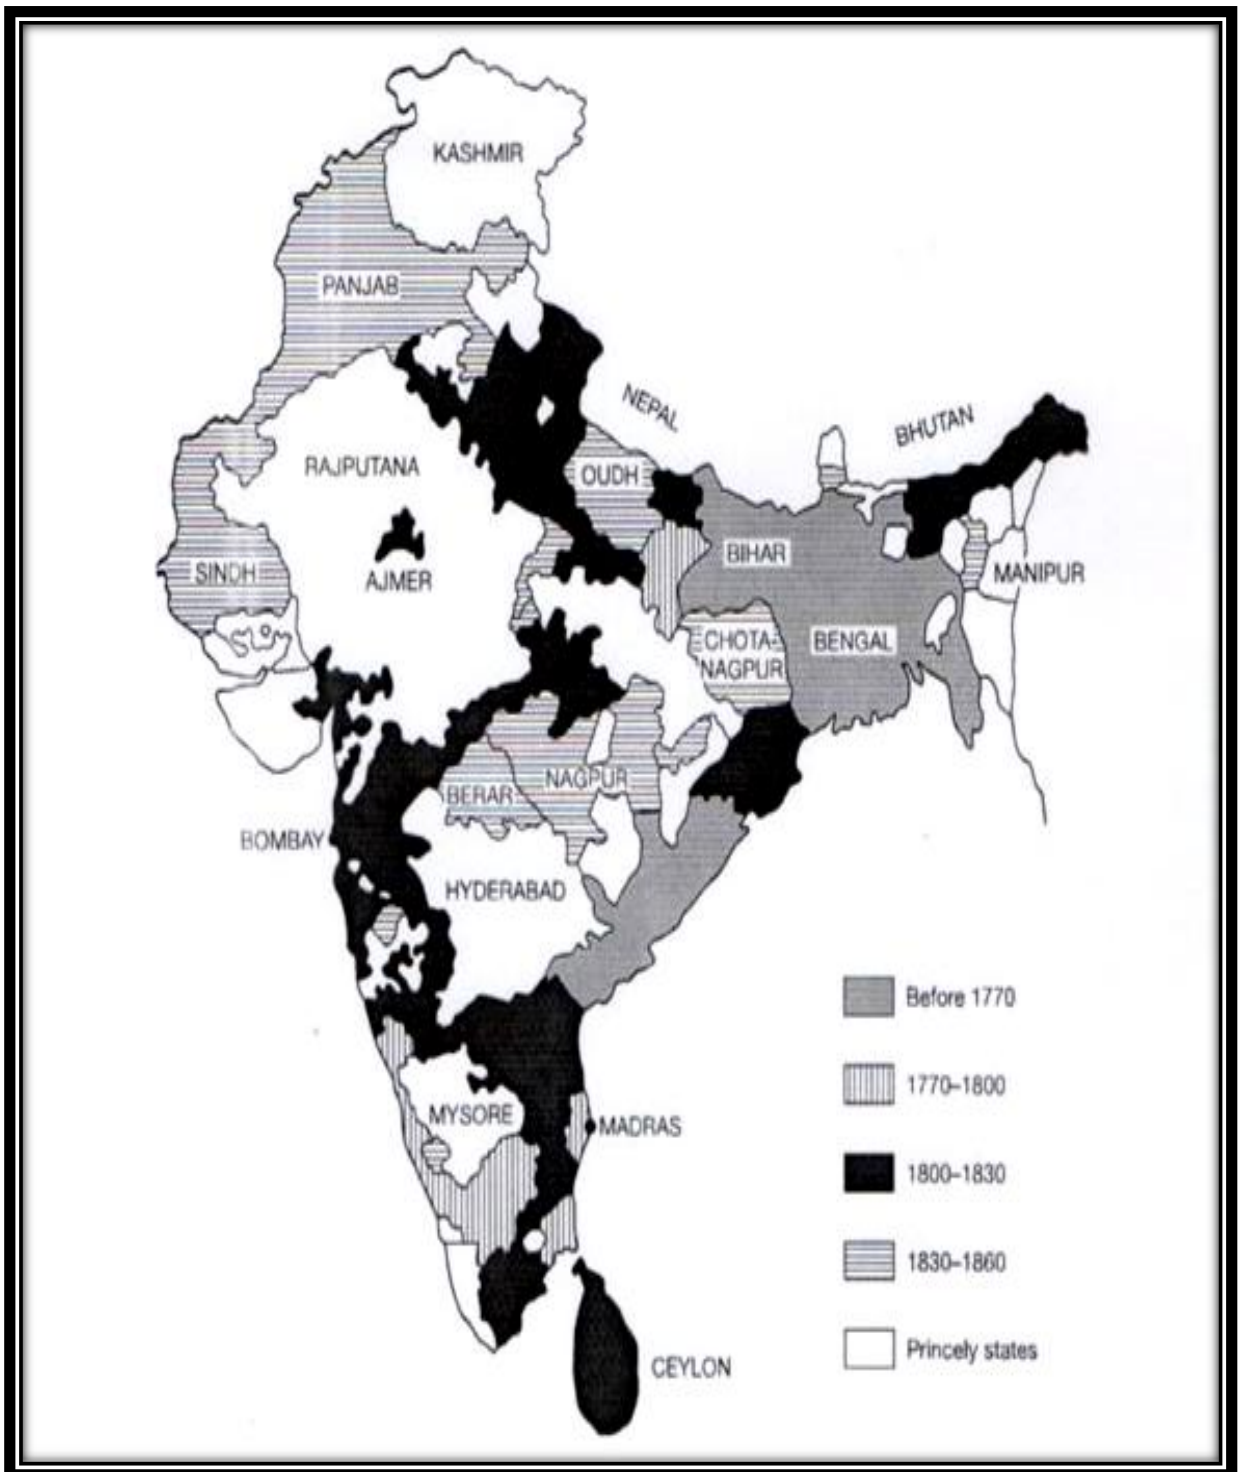 KASHMIR
PANJAB
NEPAL
BHUTAN
RAJPUTANA
OUDH
BIHAR
SINDH
AJMER
MANIPUR
CHOTA-
NAGPUR
BENGAL
NAGPUR
BERAR
BOMBAY
HYDERABAD
MYSORE
MADRAS
CEYLON
Before 1770
1770–1800
1800–1830
1830–1860
Princely states